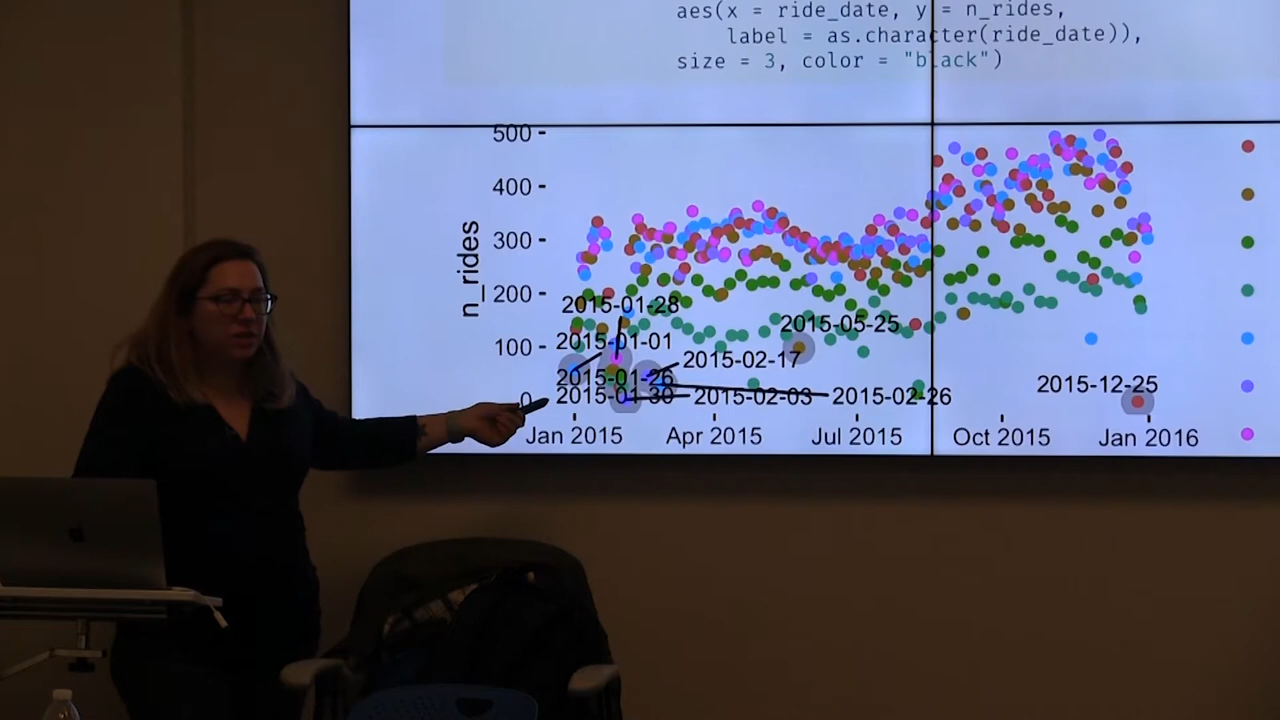 aes(x = ride_date, y = n_rides,
label = as.character(ride_date)),
size = 3, color = "black")
500
400
300
200
100
0
n_rides
2015-01-28
2015-01-01
2015-01-26
2015-01-30
2015-02-17
2015-02-03
2015-05-25
2015-02-26
2015-12-25
Jan 2015
Apr 2015
Jul 2015
Oct 2015
Jan 2016